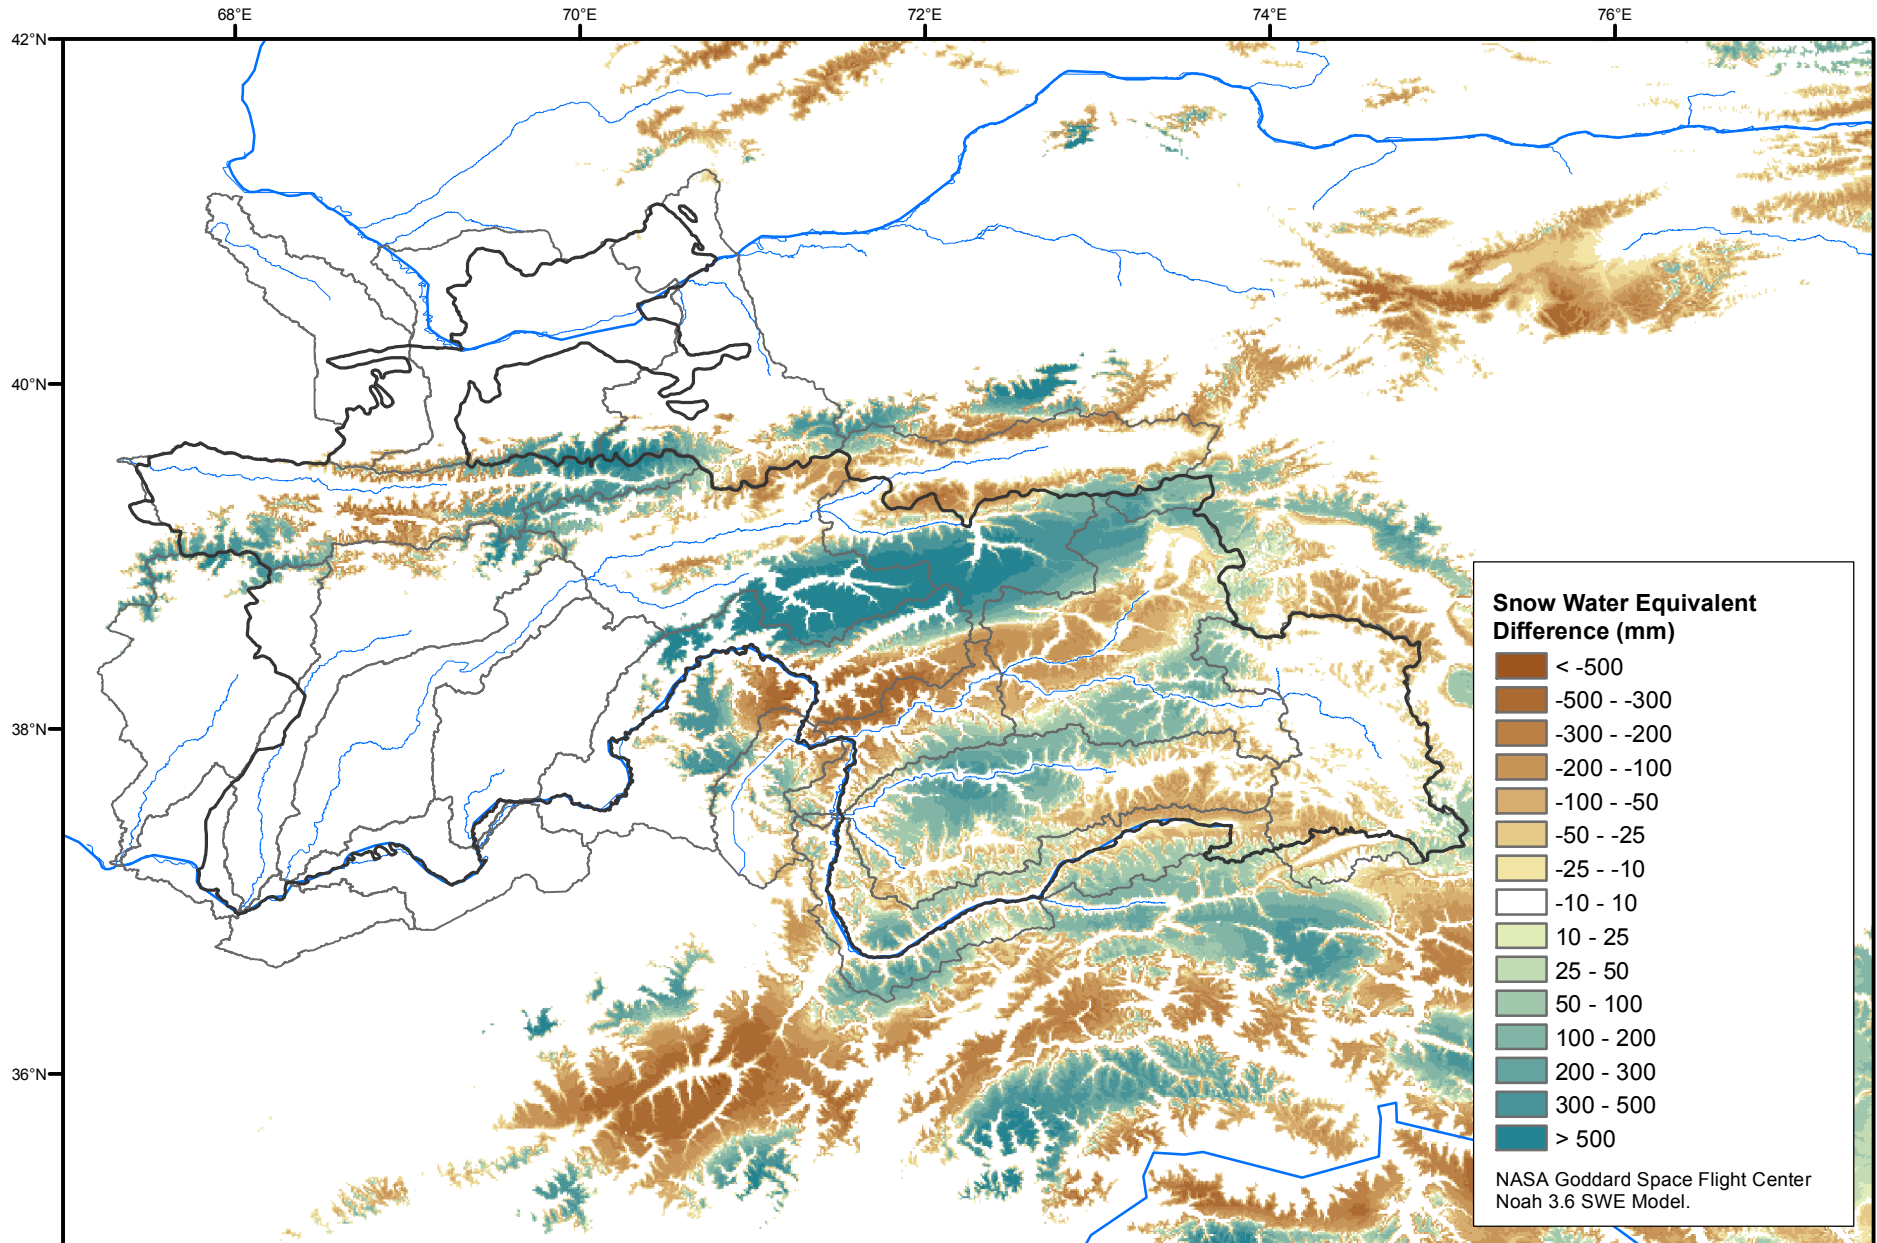 68°E
70°E
72°E
74°E
76°E
42°N
40°N
38°N
36°N
Snow Water Equivalent
Difference (mm)
< -500
-500 - -300
-300 - -200
-200 - -100
-100 - -50
-50 - -25
-25 - -10
-10 - 10
10 - 25
25 - 50
50 - 100
100 - 200
200 - 300
300 - 500
> 500
NASA Goddard Space Flight Center
Noah 3.6 SWE Model.